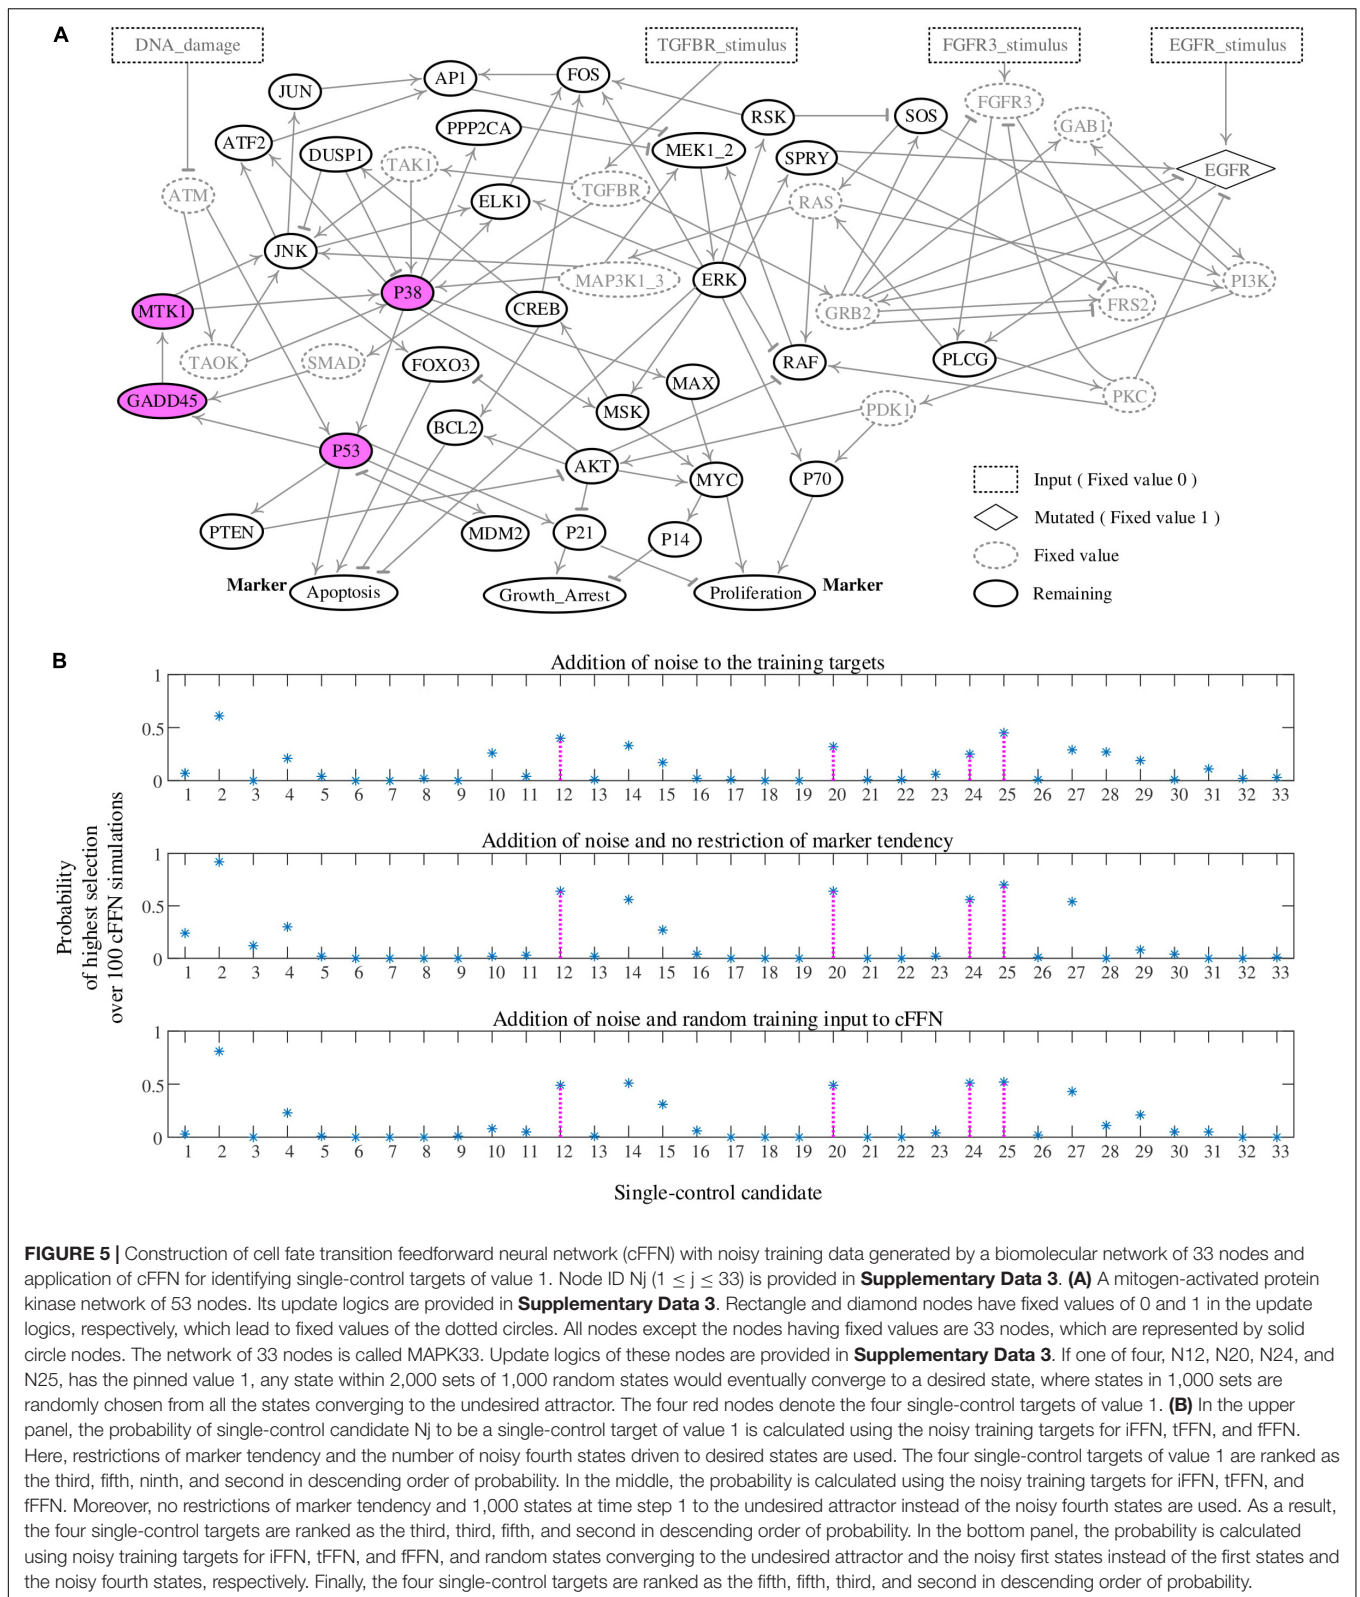 A
DNA_damage
TGFBR_stimulus
FGFR3_stimulus
EGFR_stimulus
JUN
AP1
FOS
FGFR3
RSK
SOS
GAB1
ATF2
PPP2CA
DUSP1
MEK1_2
SPRY
TAK1
EGFR
ATM
TGFBR
ELK1
RAS
JNK
MAP3K1_3
ERK
PI3K
P38
MTK1
CREB
GRB2
FRS2
TAOK
SMAD
FOXO3
RAF
PLCG
MAX
PKC
GADD45
MSK
PDK1
BCL2
P53
AKT
MYC
P70
PTEN
MDM2
P21
P14
Marker
Apoptosis
Growth_Arrest
Proliferation
Marker
Input ( Fixed value 0 )
Mutated ( Fixed value 1 )
Fixed value
Remaining
B
Addition of noise to the training targets
1
0.5
0
1 2 3 4 5 6 7 8 9 10 11 12 13 14 15 16 17 18 19 20 21 22 23 24 25 26 27 28 29 30 31 32 33
Addition of noise and no restriction of marker tendency
1
0.5
0
1 2 3 4 5 6 7 8 9 10 11 12 13 14 15 16 17 18 19 20 21 22 23 24 25 26 27 28 29 30 31 32 33
Addition of noise and random training input to cFFN
1
0.5
0
1 2 3 4 5 6 7 8 9 10 11 12 13 14 15 16 17 18 19 20 21 22 23 24 25 26 27 28 29 30 31 32 33
Probability
of highest selection
over 100 cFFN simulations
Single-control candidate
FIGURE 5 | Construction of cell fate transition feedforward neural network (cFFN) with noisy training data generated by a biomolecular network of 33 nodes and
application of cFFN for identifying single-control targets of value 1. Node ID Nj (1 ≤ j ≤ 33) is provided in Supplementary Data 3. (A) A mitogen-activated protein
kinase network of 53 nodes. Its update logics are provided in Supplementary Data 3. Rectangle and diamond nodes have fixed values of 0 and 1 in the update
logics, respectively, which lead to fixed values of the dotted circles. All nodes except the nodes having fixed values are 33 nodes, which are represented by solid
circle nodes. The network of 33 nodes is called MAPK33. Update logics of these nodes are provided in Supplementary Data 3. If one of four, N12, N20, N24, and
N25, has the pinned value 1, any state within 2,000 sets of 1,000 random states would eventually converge to a desired state, where states in 1,000 sets are
randomly chosen from all the states converging to the undesired attractor. The four red nodes denote the four single-control targets of value 1. (B) In the upper
panel, the probability of single-control candidate Nj to be a single-control target of value 1 is calculated using the noisy training targets for iFFN, tFFN, and fFFN.
Here, restrictions of marker tendency and the number of noisy fourth states driven to desired states are used. The four single-control targets of value 1 are ranked as
the third, fifth, ninth, and second in descending order of probability. In the middle, the probability is calculated using the noisy training targets for iFFN, tFFN, and
fFFN. Moreover, no restrictions of marker tendency and 1,000 states at time step 1 to the undesired attractor instead of the noisy fourth states are used. As a result,
the four single-control targets are ranked as the third, third, fifth, and second in descending order of probability. In the bottom panel, the probability is calculated
using noisy training targets for iFFN, tFFN, and fFFN, and random states converging to the undesired attractor and the noisy first states instead of the first states and
the noisy fourth states, respectively. Finally, the four single-control targets are ranked as the fifth, fifth, third, and second in descending order of probability.